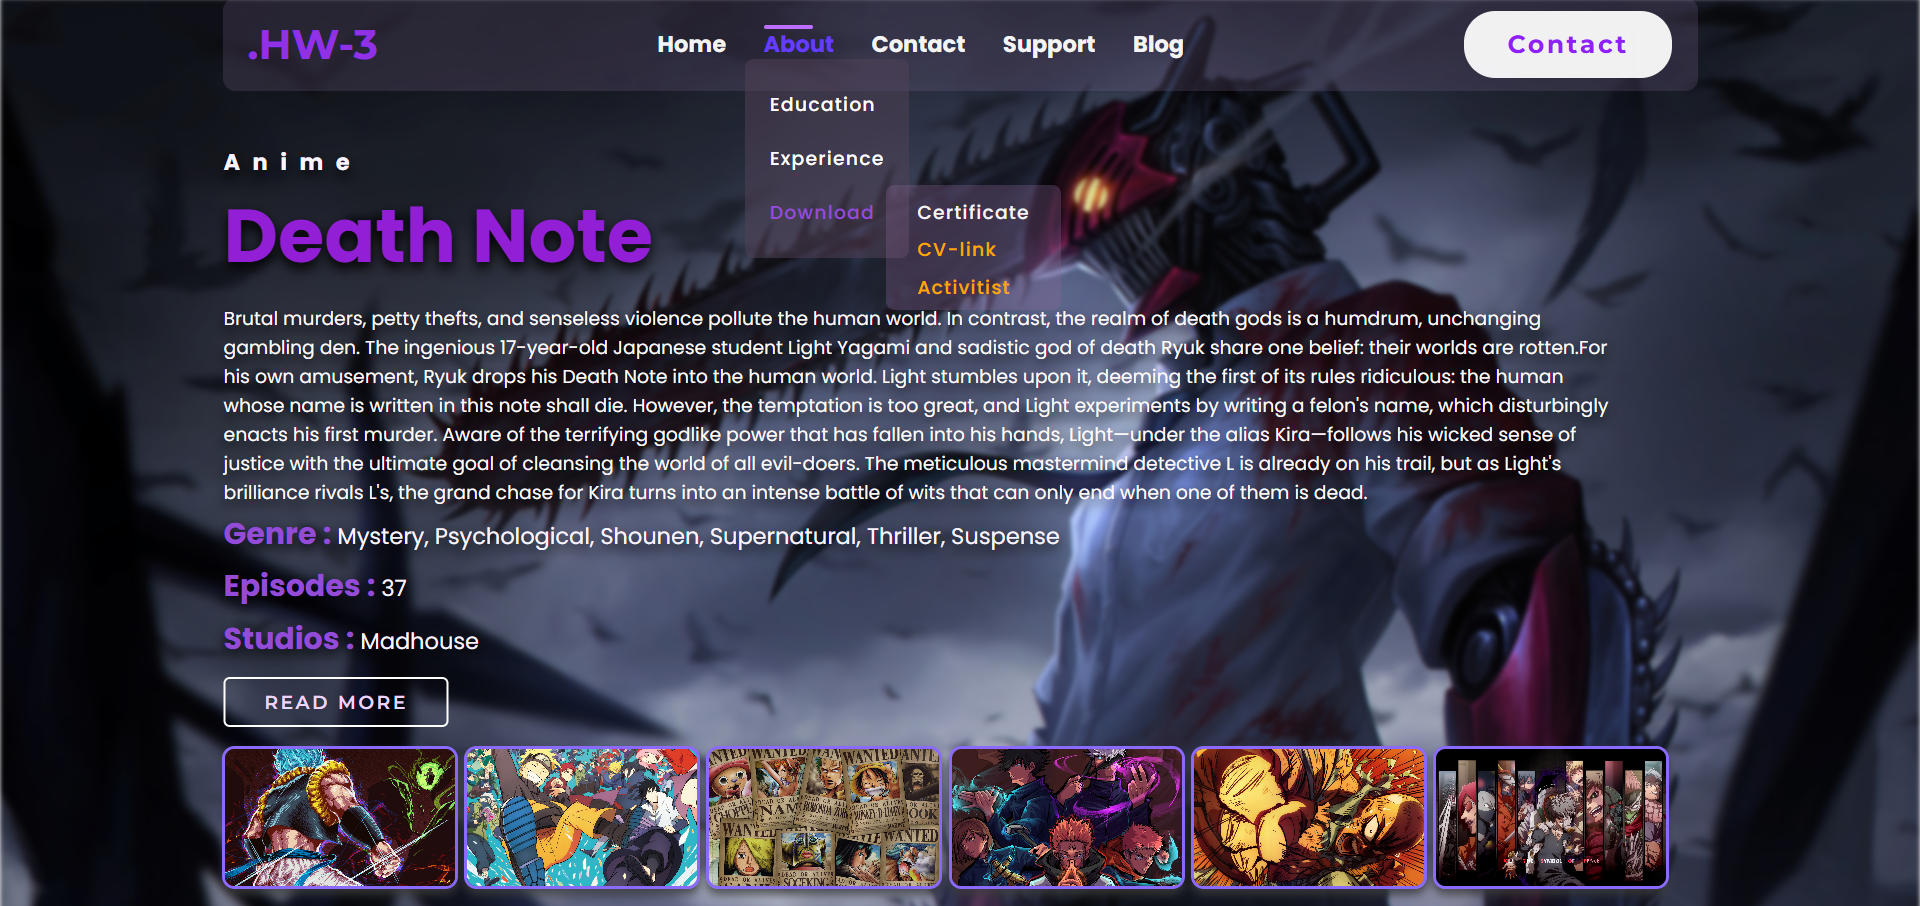 .HW-3
Home
About
Contact
Support
Blog
Contact
Education
Experience
Download
Certificate
CV-link
Activitist
Anime
Death Note
Brutal murders, petty thefts, and senseless violence pollute the human world. In contrast, the realm of death gods is a humdrum, unchanging
gambling den. The ingenious 17-year-old Japanese student Light Yagami and sadistic god of death Ryuk share one belief: their worlds are rotten.For
his own amusement, Ryuk drops his Death Note into the human world. Light stumbles upon it, deeming the first of its rules ridiculous: the human
whose name is written in this note shall die. However, the temptation is too great, and Light experiments by writing a felon's name, which disturbingly
enacts his first murder. Aware of the terrifying godlike power that has fallen into his hands, Light—under the alias Kira—follows his wicked sense of
justice with the ultimate goal of cleansing the world of all evil-doers. The meticulous mastermind detective L is already on his trail, but as Light's
brilliance rivals L's, the grand chase for Kira turns into an intense battle of wits that can only end when one of them is dead.
Genre : Mystery, Psychological, Shounen, Supernatural, Thriller, Suspense
Episodes : 37
Studios : Madhouse
READ MORE
WANTED
WANTED
WANTED
WANTED
DEAD OR ALIVE
SOGEKING